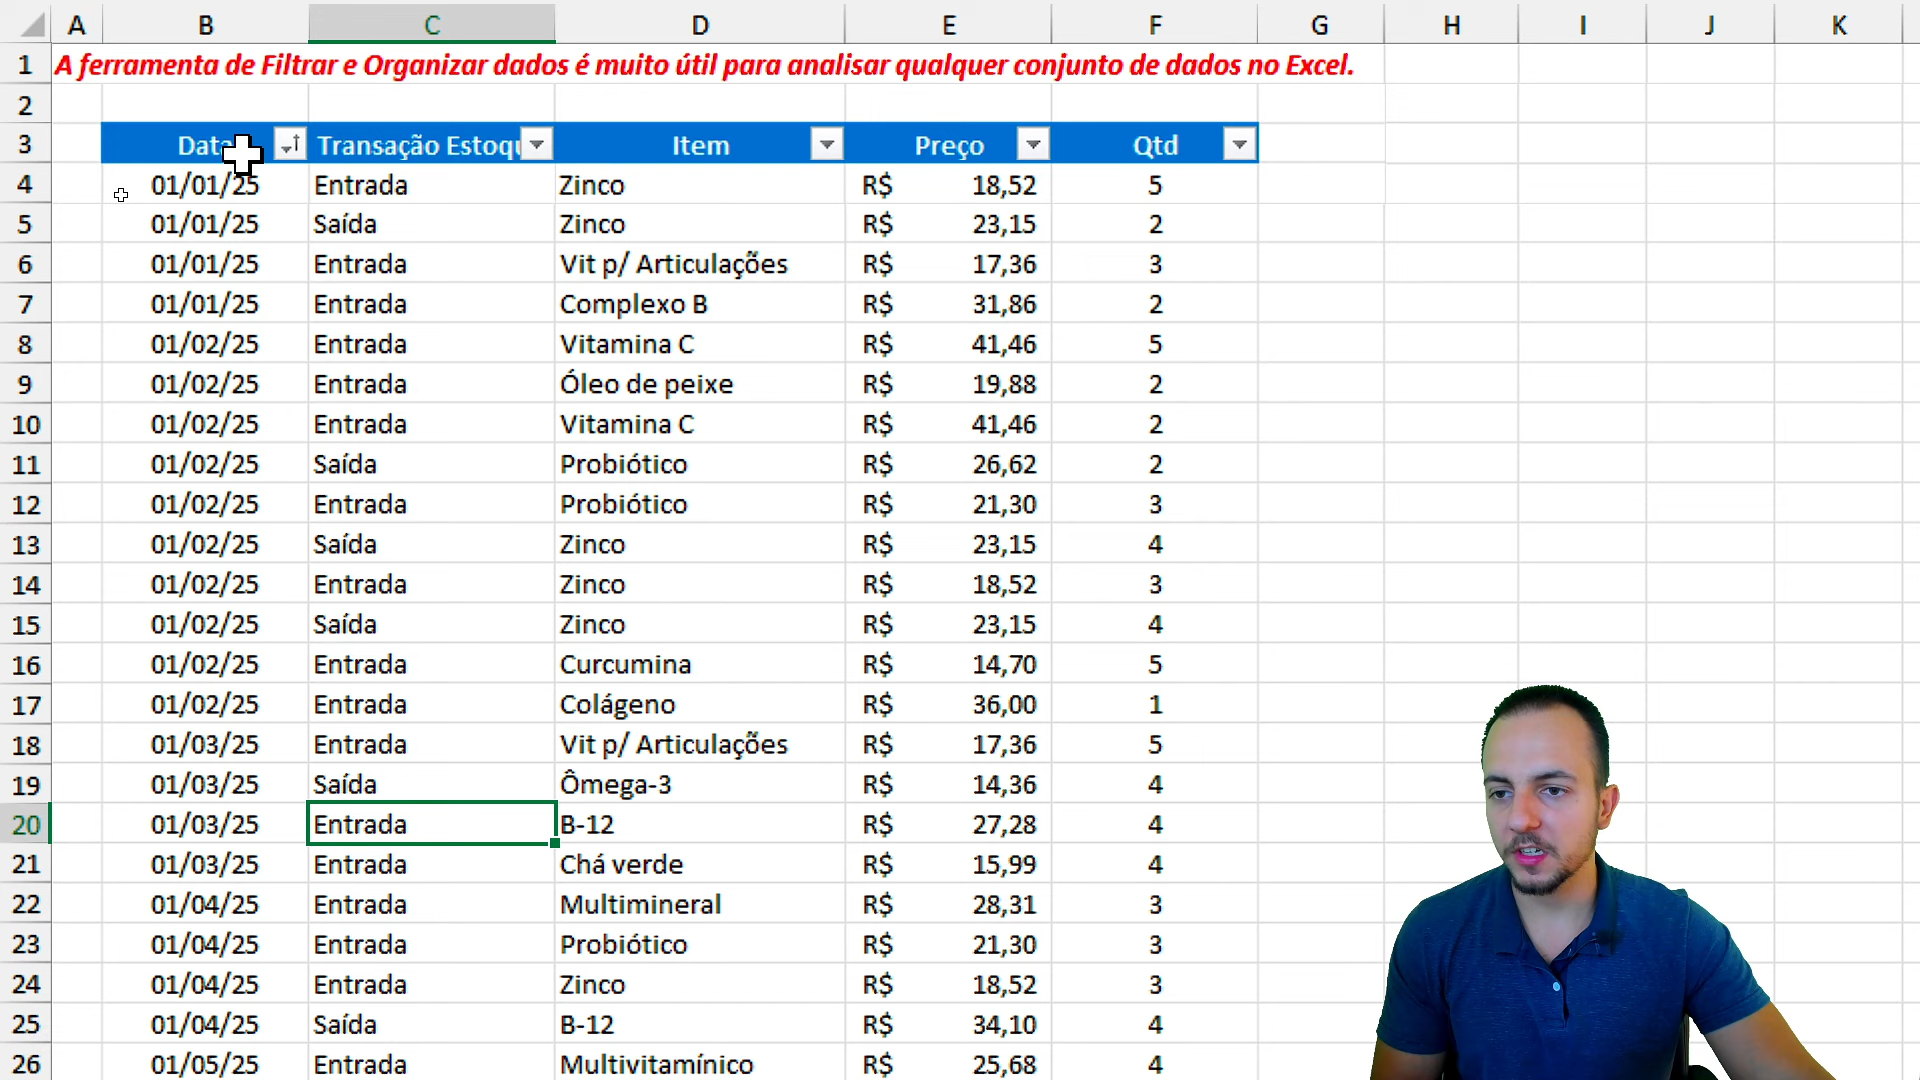 A B C D E F G H I J K
1 A ferramenta de Filtrar e Organizar dados é muito útil para analisar qualquer conjunto de dados no Excel.
2
3 Data Transação Estoqu Item Preço Qtd
4 01/01/25 Entrada Zinco R$ 18,52 5
5 01/01/25 Saída Zinco R$ 23,15 2
6 01/01/25 Entrada Vit p/ Articulações R$ 17,36 3
7 01/01/25 Entrada Complexo B R$ 31,86 2
8 01/02/25 Entrada Vitamina C R$ 41,46 5
9 01/02/25 Entrada Óleo de peixe R$ 19,88 2
10 01/02/25 Entrada Vitamina C R$ 41,46 2
11 01/02/25 Saída Probiótico R$ 26,62 2
12 01/02/25 Entrada Probiótico R$ 21,30 3
13 01/02/25 Saída Zinco R$ 23,15 4
14 01/02/25 Entrada Zinco R$ 18,52 3
15 01/02/25 Saída Zinco R$ 23,15 4
16 01/02/25 Entrada Curcumina R$ 14,70 5
17 01/02/25 Entrada Colágeno R$ 36,00 1
18 01/03/25 Entrada Vit p/ Articulações R$ 17,36 5
19 01/03/25 Saída Ômega-3 R$ 14,36 4
20 01/03/25 Entrada B-12 R$ 27,28 4
21 01/03/25 Entrada Chá verde R$ 15,99 4
22 01/04/25 Entrada Multimineral R$ 28,31 3
23 01/04/25 Entrada Probiótico R$ 21,30 3
24 01/04/25 Entrada Zinco R$ 18,52 3
25 01/04/25 Saída B-12 R$ 34,10 4
26 01/05/25 Entrada Multivitamínico R$ 25,68 4